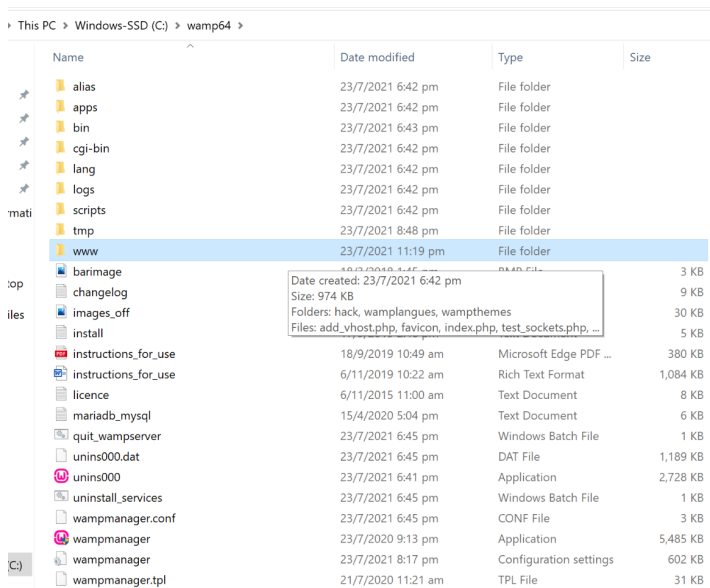 This PC > Windows-SSD (C:) > wamp64 >
Name Date modified Type Size
alias 23/7/2021 6:42 pm File folder
apps 23/7/2021 6:42 pm File folder
bin 23/7/2021 6:43 pm File folder
cgi-bin 23/7/2021 6:42 pm File folder
lang 23/7/2021 6:42 pm File folder
logs 23/7/2021 6:42 pm File folder
rmati scripts 23/7/2021 6:42 pm File folder
tmp 23/7/2021 8:48 pm File folder
www 23/7/2021 11:19 pm File folder
barimage 3 KB
Date created: 23/7/2021 6:42 pm
top changelog 9 KB
Size: 974 KB
iles images_off 30 KB
Folders: hack, wamplangues, wampthemes
install 5 KB
Files: add_vhost.php, favicon, index.php, test_sockets.php, ...
PDF instructions_for_use 18/9/2019 10:49 am Microsoft Edge PDF ... 380 KB
instructions_for_use 6/11/2019 10:22 am Rich Text Format 1,084 KB
licence 6/11/2015 11:00 am Text Document 8 KB
mariadb_mysql 15/4/2020 5:04 pm Text Document 6 KB
quit_wampserver 23/7/2021 6:45 pm Windows Batch File 1 KB
unins000.dat 23/7/2021 6:45 pm DAT File 1,189 KB
unins000 23/7/2021 6:41 pm Application 2,728 KB
uninstall_services 23/7/2021 6:45 pm Windows Batch File 1 KB
wampmanager.conf 23/7/2021 6:45 pm CONF File 3 KB
wampmanager 23/7/2020 9:13 pm Application 5,485 KB
(C:) wampmanager 23/7/2021 8:17 pm Configuration settings 602 KB
wampmanager.tpl 21/7/2020 11:21 am TPL File 31 KB